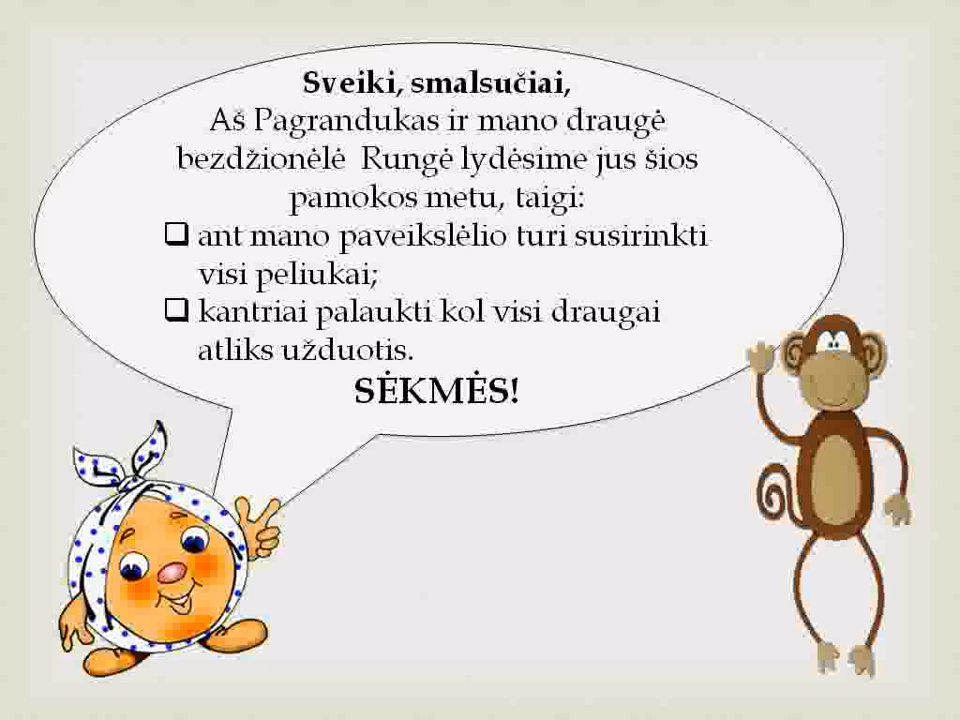 Sveiki, smalsučiai,
Aš Pagrandukas ir mano draugė
bezdžionėlė Rungė lydėsime jus šios
pamokos metu, taigi:
❑ ant mano paveikslėlio turi susirinkti
visi peliukai;
❑ kantriai palaukti kol visi draugai
atliks užduotis.
SĖKMĖS!